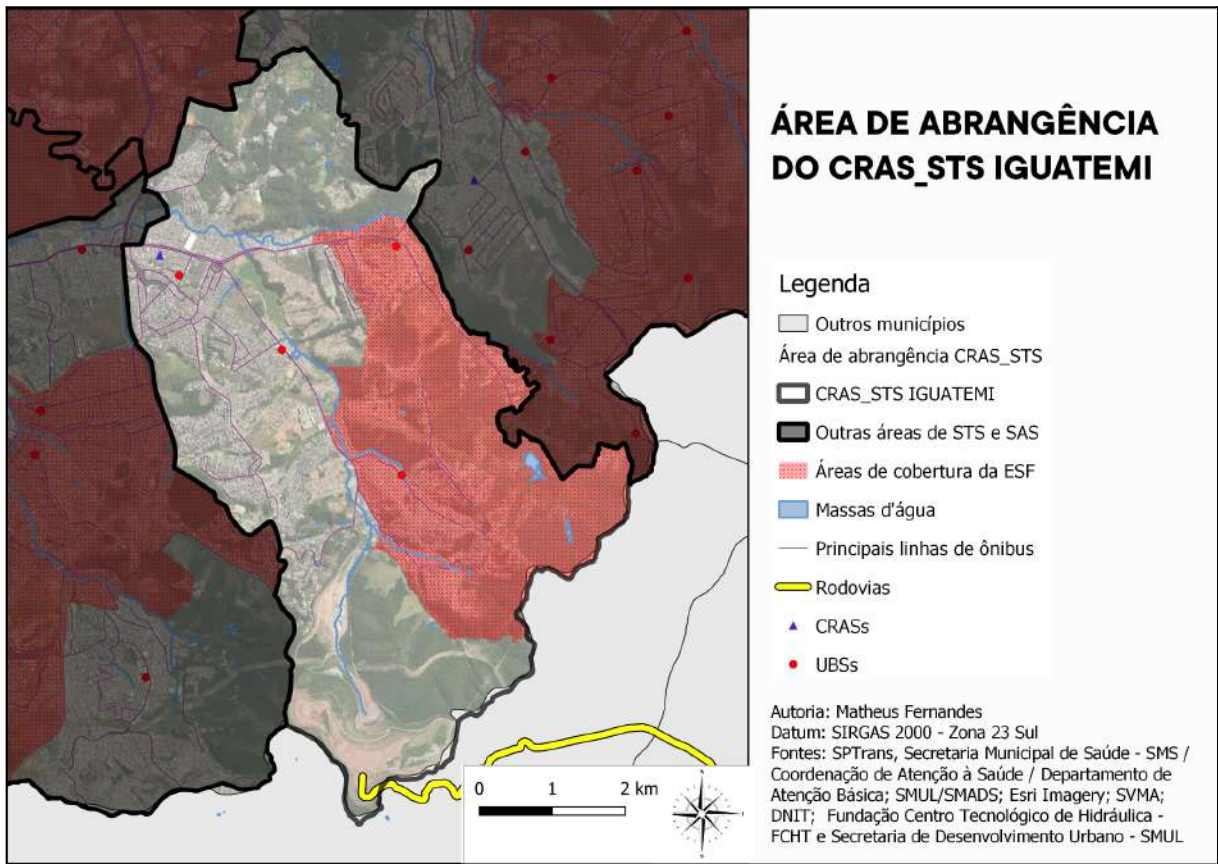 ÁREA DE ABRANGÊNCIA
DO CRAS_STS IGUATEMI
Legenda
Outros municípios
Área de abrangência CRAS_STS
CRAS_STS IGUATEMI
Outras áreas de STS e SAS
Áreas de cobertura da ESF
Massas d'água
Principais linhas de ônibus
Rodovias
CRASs
UBSs
Autoria: Matheus Fernandes
Datum: SIRGAS 2000 - Zona 23 Sul
Fontes: SPTrans, Secretaria Municipal de Saúde - SMS /
Coordenação de Atenção à Saúde / Departamento de
Atenção Básica; SMUL/SMADS; Esri Imagery; SVMA;
DNIT; Fundação Centro Tecnológico de Hidráulica -
FCHT e Secretaria de Desenvolvimento Urbano - SMUL
0 1 2 km